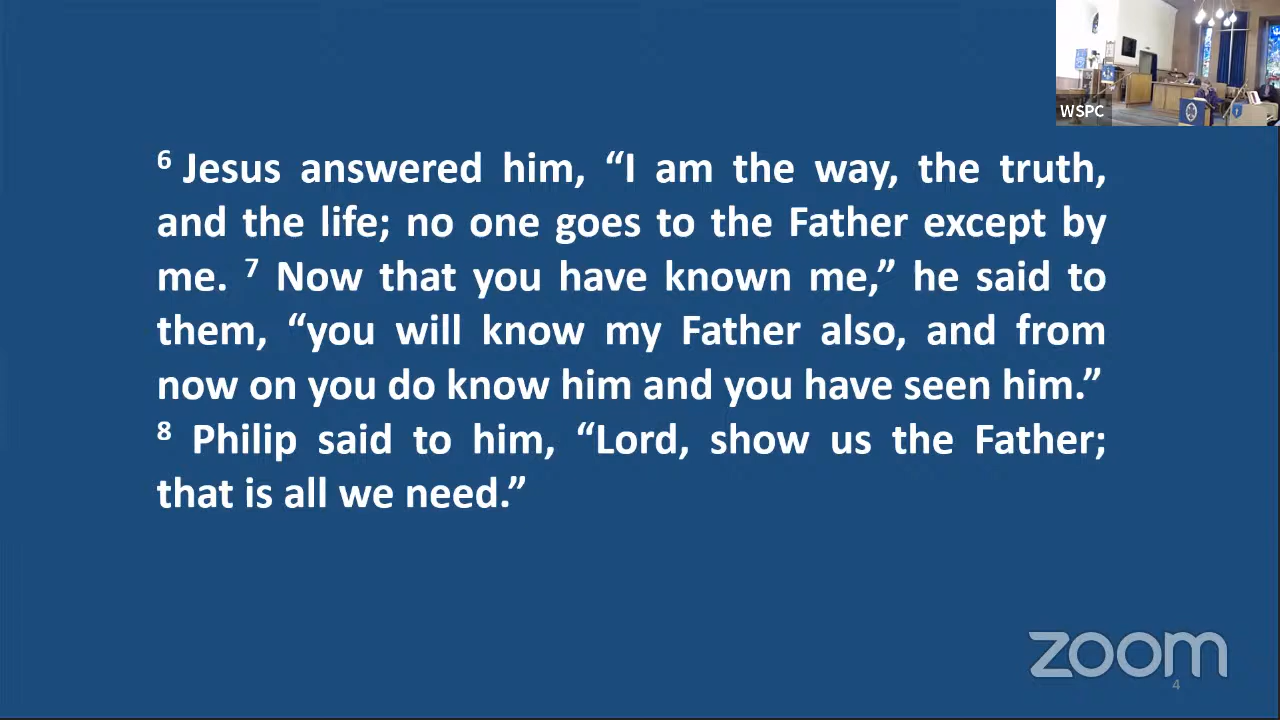 WSPC
⁶ Jesus answered him, “I am the way, the truth,
and the life; no one goes to the Father except by
me. ⁷ Now that you have known me,” he said to
them, “you will know my Father also, and from
now on you do know him and you have seen him.”
⁸ Philip said to him, “Lord, show us the Father;
that is all we need.”
zoom
4